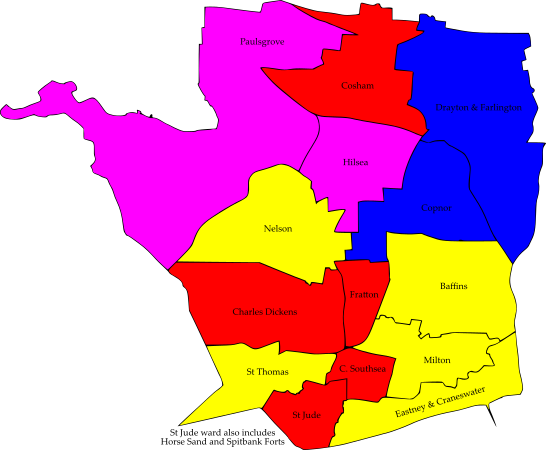 Paulsgrove
Cosham
Drayton & Farlington
Hilsea
Copnor
Nelson
Baffins
Fratton
Charles Dickens
Milton
C. Southsea
St Thomas
Eastney & Craneswater
St Jude
St Jude ward also includes
Horse Sand and Spitbank Forts